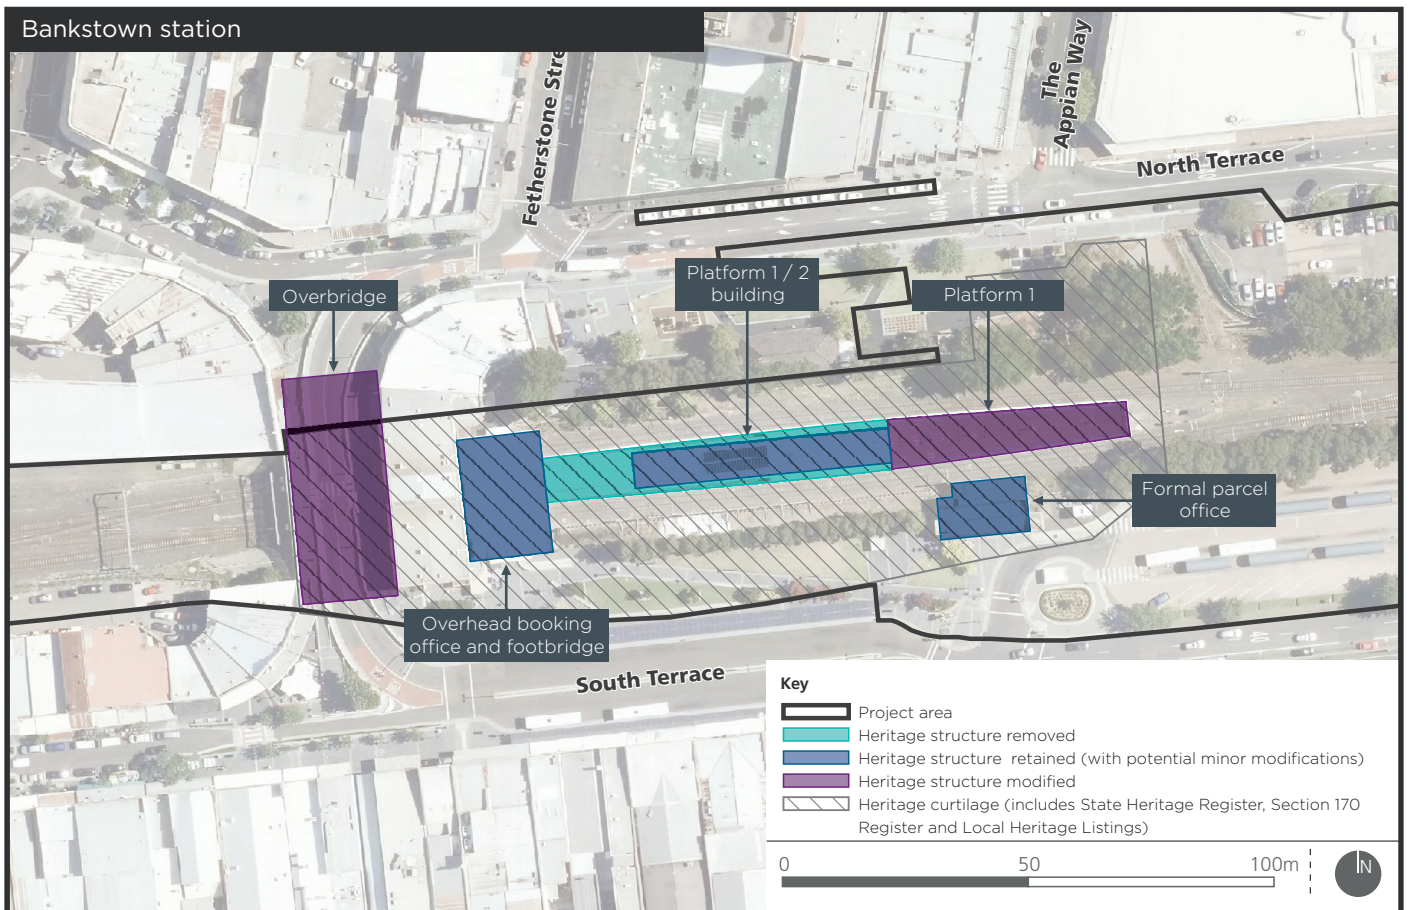 Bankstown station
The
Appian Way
Fetherstone Stre
North Terrace
Platform 1 / 2
building
Overbridge
Platform 1
Formal parcel
office
Overhead booking
office and footbridge
South Terrace
40
40
Key
Project area
Heritage structure removed
Heritage structure retained (with potential minor modifications)
Heritage structure modified
Heritage curtilage (includes State Heritage Register, Section 170
Register and Local Heritage Listings)
0 50 100m
N